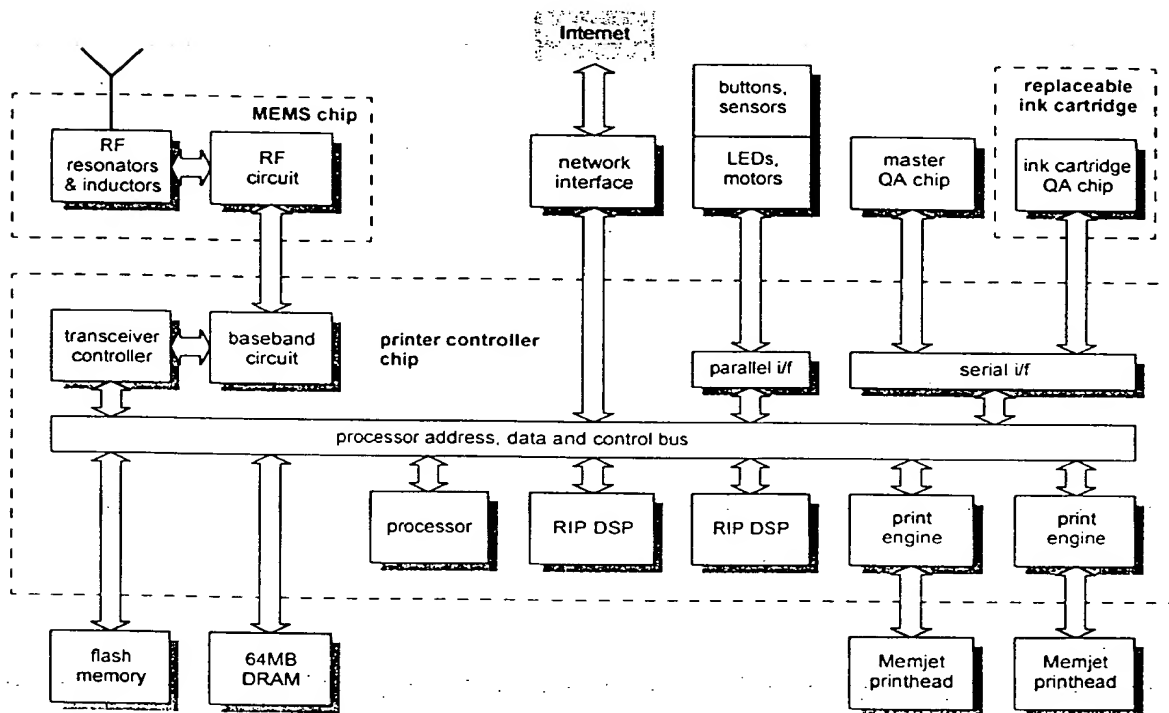 Internet
MEMS chip
RF
resonators
& inductors
RF
circuit
network
interface
buttons,
sensors
LEDs,
motors
master
QA chip
replaceable
ink cartridge
ink cartridge
QA chip
transceiver
controller
baseband
circuit
printer controller
chip
parallel i/f
serial i/f
processor address, data and control bus
processor
RIP DSP
RIP DSP
print
engine
print
engine
flash
memory
64MB
DRAM
Memjet
printhead
Memjet
printhead